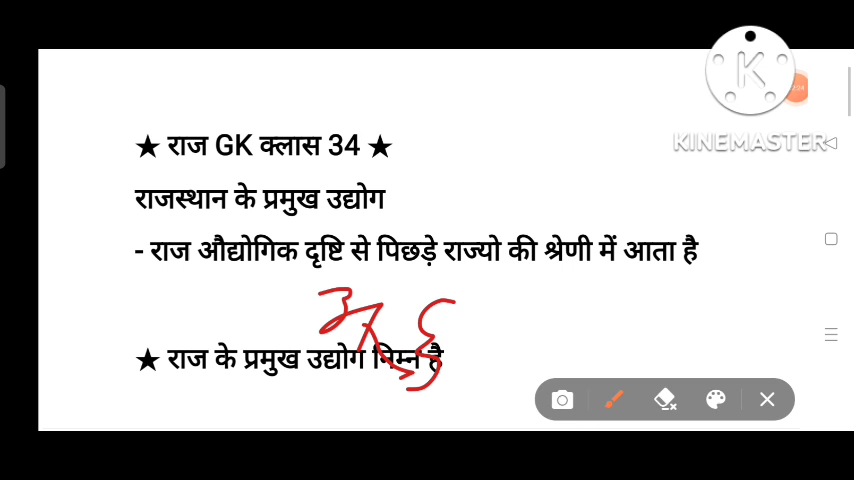 ★ राज GK क्लास 34 ★
KINEMASTER
राजस्थान के प्रमुख उद्योग
- राज औद्योगिक दृष्टि से पिछड़े राज्यो की श्रेणी में आता है
★ राज के प्रमुख उद्योग निम्न है